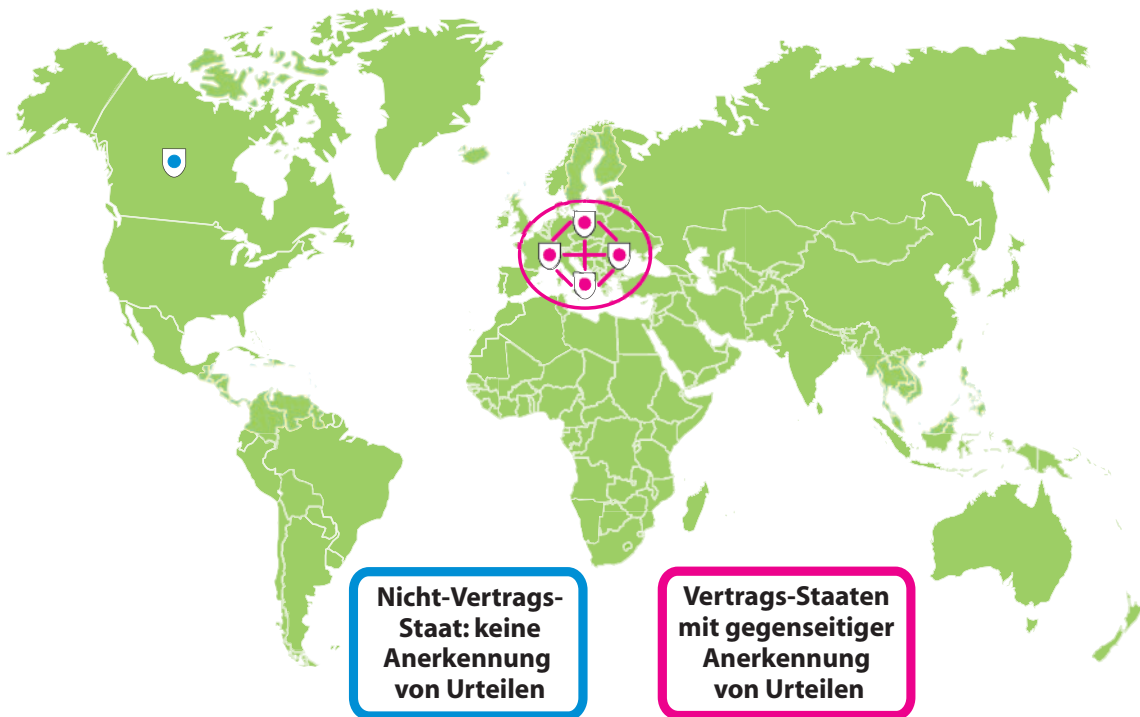 Nicht-Vertrags-
Staat: keine
Anerkennung
von Urteilen
Vertrags-Staaten
mit gegenseitiger
Anerkennung
von Urteilen